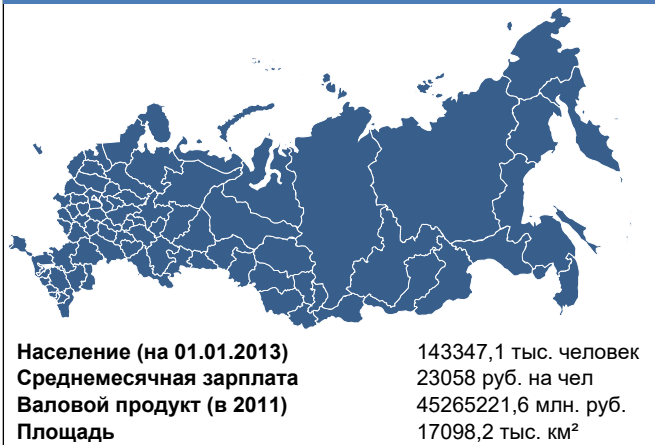 Население (на 01.01.2013) 143347,1 тыс. человек
Среднемесячная зарплата 23058 руб. на чел
Валовой продукт (в 2011) 45265221,6 млн. руб.
Площадь 17098,2 тыс. км²